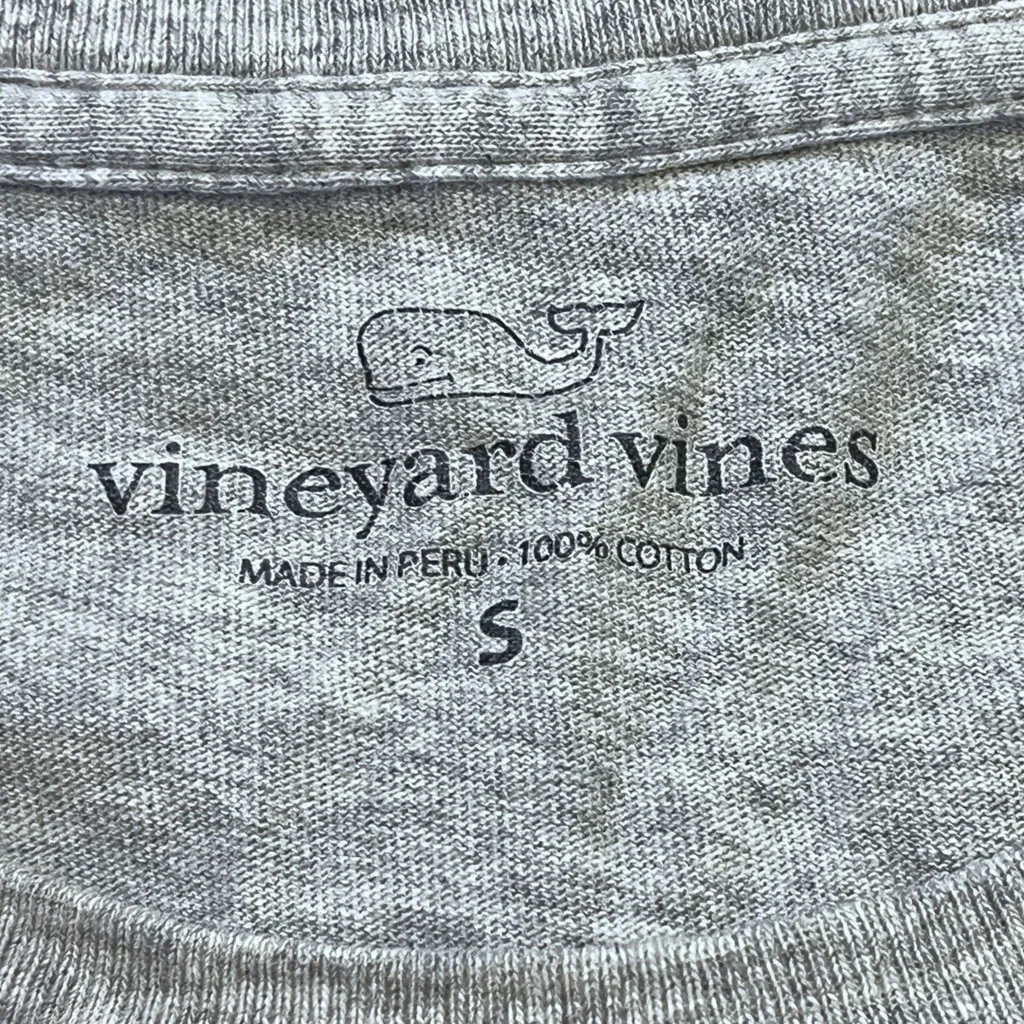 vineyard vines
MADE IN PERU • 100% COTTON
S